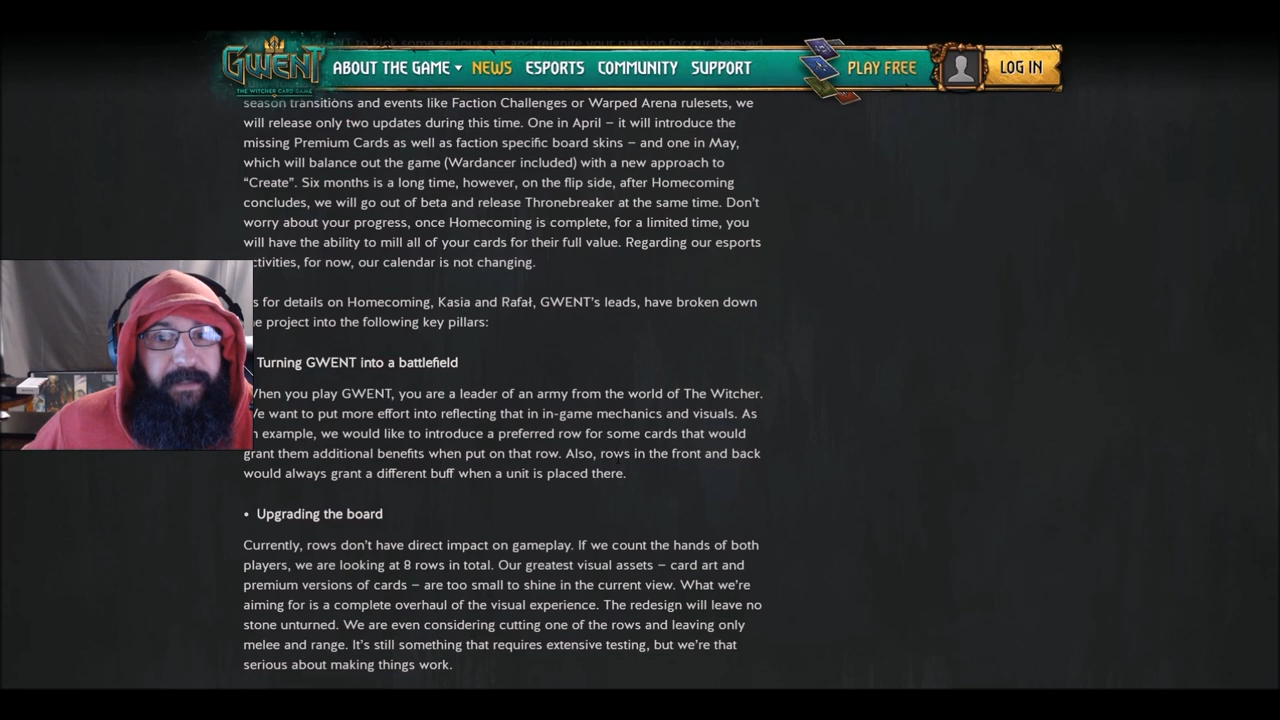 GWENT
THE WITCHER CARD GAME
ABOUT THE GAME
NEWS
ESPORTS
COMMUNITY
SUPPORT
PLAY FREE
LOG IN
to kick some serious ass and reignite your passion for our beloved
season transitions and events like Faction Challenges or Warped Arena rulesets, we
will release only two updates during this time. One in April – it will introduce the
missing Premium Cards as well as faction specific board skins – and one in May,
which will balance out the game (Wardancer included) with a new approach to
“Create”. Six months is a long time, however, on the flip side, after Homecoming
concludes, we will go out of beta and release Thronebreaker at the same time. Don’t
worry about your progress, once Homecoming is complete, for a limited time, you
will have the ability to mill all of your cards for their full value. Regarding our esports
ctivities, for now, our calendar is not changing.
s for details on Homecoming, Kasia and Rafał, GWENT’s leads, have broken down
e project into the following key pillars:
Turning GWENT into a battlefield
hen you play GWENT, you are a leader of an army from the world of The Witcher.
e want to put more effort into reflecting that in in-game mechanics and visuals. As
n example, we would like to introduce a preferred row for some cards that would
grant them additional benefits when put on that row. Also, rows in the front and back
would always grant a different buff when a unit is placed there.
• Upgrading the board
Currently, rows don’t have direct impact on gameplay. If we count the hands of both
players, we are looking at 8 rows in total. Our greatest visual assets – card art and
premium versions of cards – are too small to shine in the current view. What we’re
aiming for is a complete overhaul of the visual experience. The redesign will leave no
stone unturned. We are even considering cutting one of the rows and leaving only
melee and range. It’s still something that requires extensive testing, but we’re that
serious about making things work.